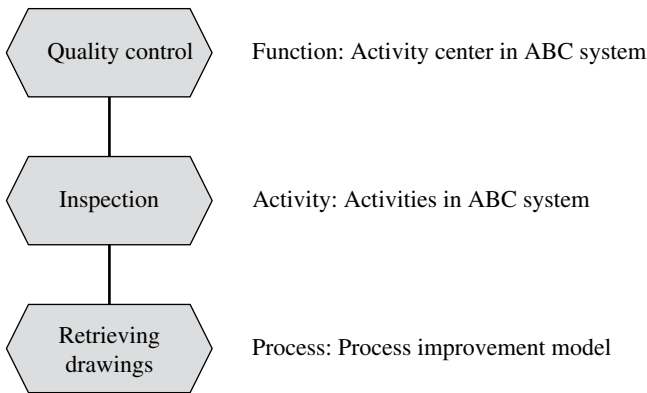 Quality control
Function: Activity center in ABC system
Inspection
Activity: Activities in ABC system
Retrieving
drawings
Process: Process improvement model